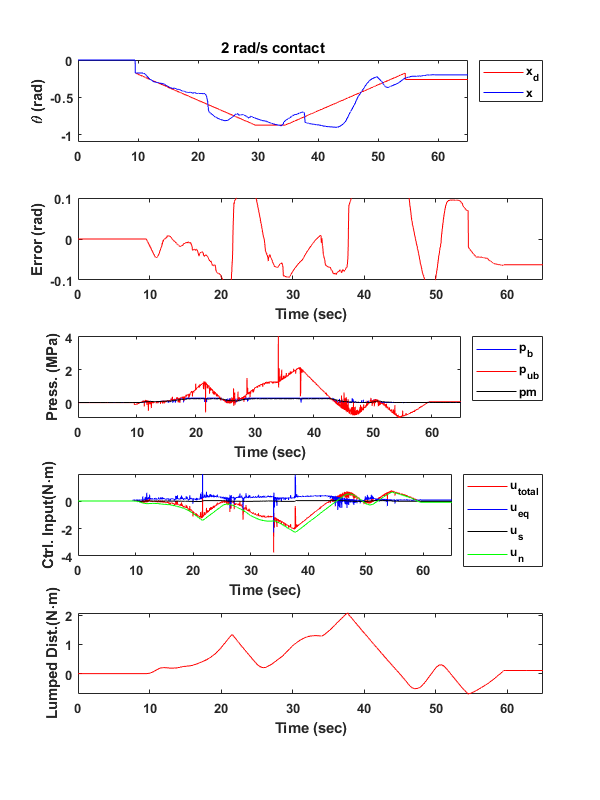 2 rad/s contact
θ (rad)
0
-0.5
-1
0 10 20 30 40 50 60
x_d
x
Error (rad)
0.1
0
-0.1
0 10 20 30 40 50 60
Time (sec)
Press. (MPa)
4
2
0
0 10 20 30 40 50 60
Time (sec)
p_b
p_ub
pm
Ctrl. Input(N·m)
0
-2
-4
0 10 20 30 40 50 60
Time (sec)
u_total
u_eq
u_s
u_n
Lumped Dist.(N·m)
2
1
0
0 10 20 30 40 50 60
Time (sec)